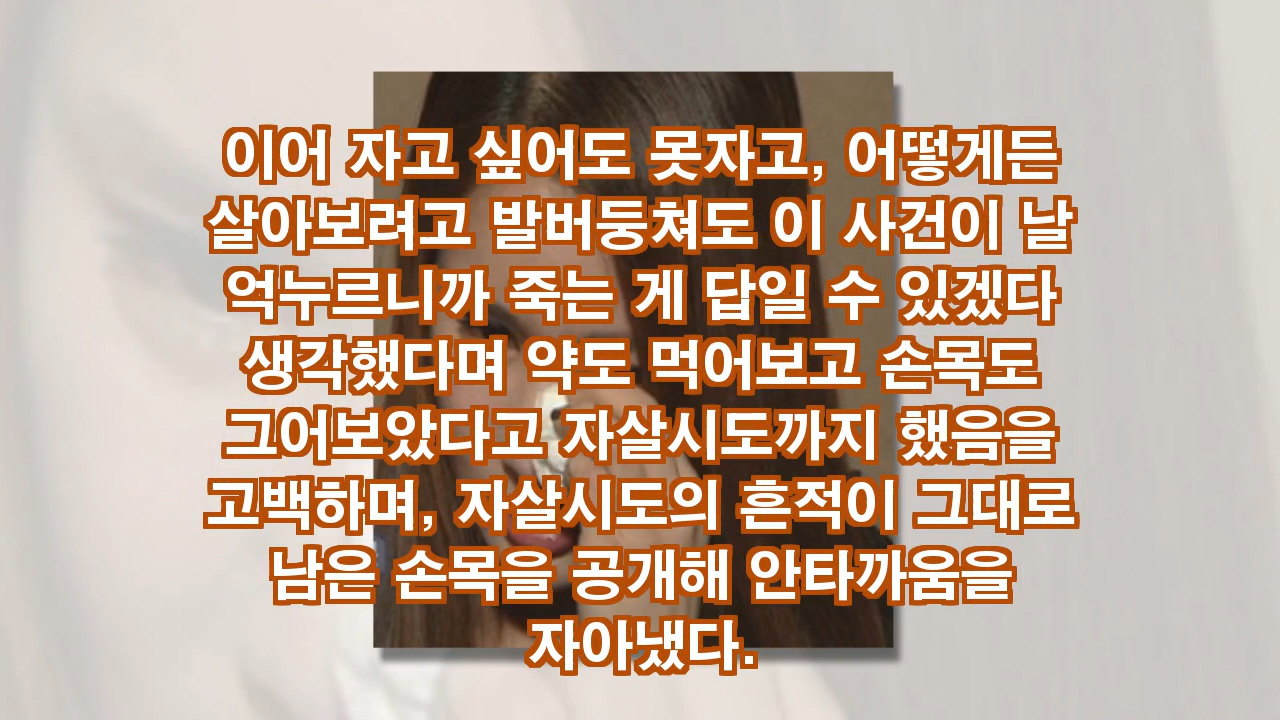 이어 자고 싶어도 못자고, 어떻게든
살아보려고 발버둥쳐도 이 사건이 날
억누르니까 죽는 게 답일 수 있겠다
생각했다며 약도 먹어보고 손목도
그어보았다고 자살시도까지 했음을
고백하며, 자살시도의 흔적이 그대로
남은 손목을 공개해 안타까움을
자아냈다.